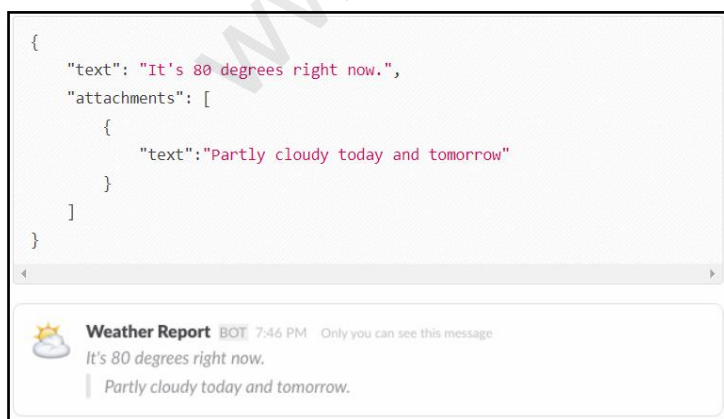 {
"text": "It's 80 degrees right now.",
"attachments": [
{
"text":"Partly cloudy today and tomorrow"
}
]
}
Weather Report BOT 7:46 PM Only you can see this message
It's 80 degrees right now.
Partly cloudy today and tomorrow.